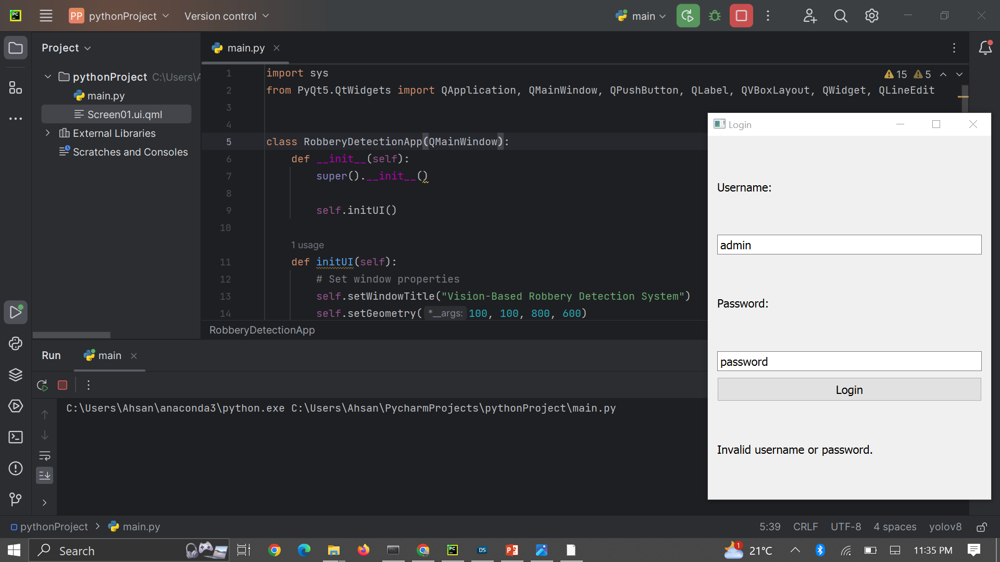 PC
PP pythonProject
Version control
main
Project
main.py
pythonProject C:\Users\A
main.py
Screen01.ui.qml
External Libraries
Scratches and Consoles
15 5
1 import sys
2 from PyQt5.QtWidgets import QApplication, QMainWindow, QPushButton, QLabel, QVBoxLayout, QWidget, QLineEdit
3
4
5 class RobberyDetectionApp(QMainWindow):
6 def __init__(self):
7 super().__init__()
8
9 self.initUI()
10
1 usage
11 def initUI(self):
12 # Set window properties
13 self.setWindowTitle("Vision-Based Robbery Detection System")
14 self.setGeometry( *__args: 100, 100, 800, 600)
RobberyDetectionApp
Login
Username:
admin
Password:
password
Login
Invalid username or password.
Run
main
C:\Users\Ahsan\anaconda3\python.exe C:\Users\Ahsan\PycharmProjects\pythonProject\main.py
pythonProject
main.py
5:39 CRLF UTF-8 4 spaces yolov8
Search
PC
DS
P
1
21°C
11:35 PM